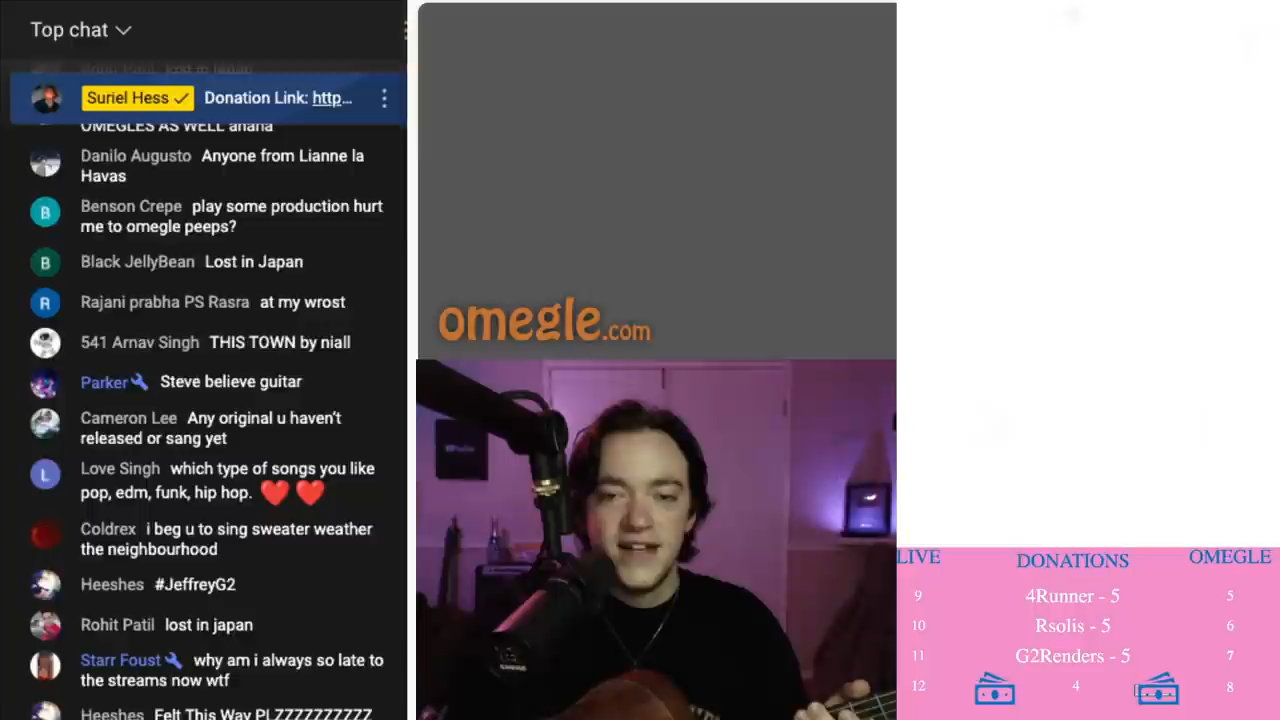 Top chat
Suriel Hess Donation Link: http...
OMEGLES AS WELL ahaha
Danilo Augusto Anyone from Lianne la
Havas
Benson Crepe play some production hurt
me to omegle peeps?
Black JellyBean Lost in Japan
Rajani prabha PS Rasra at my wrost
541 Arnav Singh THIS TOWN by niall
Parker Steve believe guitar
Cameron Lee Any original u haven't
released or sang yet
Love Singh which type of songs you like
pop, edm, funk, hip hop.
Coldrex i beg u to sing sweater weather
the neighbourhood
Heeshes #JeffreyG2
Rohit Patil lost in japan
Starr Foust why am i always so late to
the streams now wtf
Heeshes Felt This Way PLZZZZZZZZZZ
omegle.com
LIVE DONATIONS OMEGLE
9 4Runner - 5 5
10 Rsolis - 5 6
11 G2Renders - 5 7
12 4 8